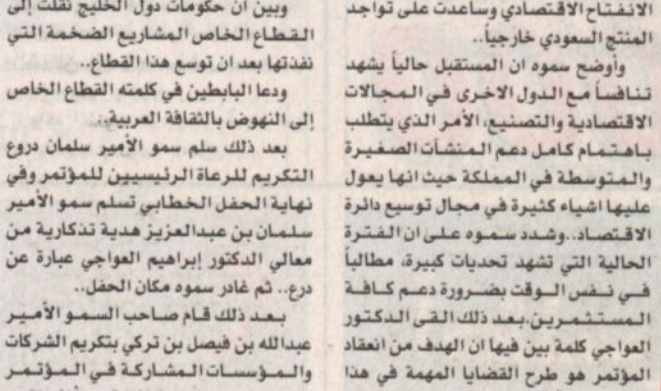 الانفتاح الاقتصادي وساعدت على تواجد
المنتج السعودي خارجياً..
وأوضح سموه ان المستقبل حالياً يشهد
تنافساً مع الدول الاخرى في المجالات
الاقتصادية والتصنيع، الأمر الذي يتطلب
باهتمام كامل دعم المنشآت الصغيرة
والمتوسطة في المملكة حيث انها يعول
عليها اشياء كثيرة في مجال توسيع دائرة
الاقتصاد.. وشدد سموه على ان الفترة
الحالية التي تشهد تحديات كبيرة، مطالباً
في نفس الوقت بضرورة دعم كافة
المستثمرين. بعد ذلك القى الدكتور
العواجي كلمة بين فيها ان الهدف من انعقاد
المؤتمر هو طرح القضايا المهمة في هذا
وبين ان حكومات دول الخليج نقلت إلى
القطاع الخاص المشاريع الضخمة التي
نفذتها بعد ان توسع هذا القطاع..
ودعا البابطين في كلمته القطاع الخاص
إلى النهوض بالثقافة العربية..
بعد ذلك سلم سمو الأمير سلمان دروع
التكريم للرعاة الرئيسيين للمؤتمر وفي
نهاية الحفل الخطابي تسلم سمو الأمير
سلمان بن عبدالعزيز هدية تذكارية من
معالي الدكتور إبراهيم العواجي عبارة عن
درع.. ثم غادر سموه مكان الحفل..
بعد ذلك قام صاحب السمو الأمير
عبدالله بن فيصل بن تركي بتكريم الشركات
والمؤسسات المشاركة في المؤتمر